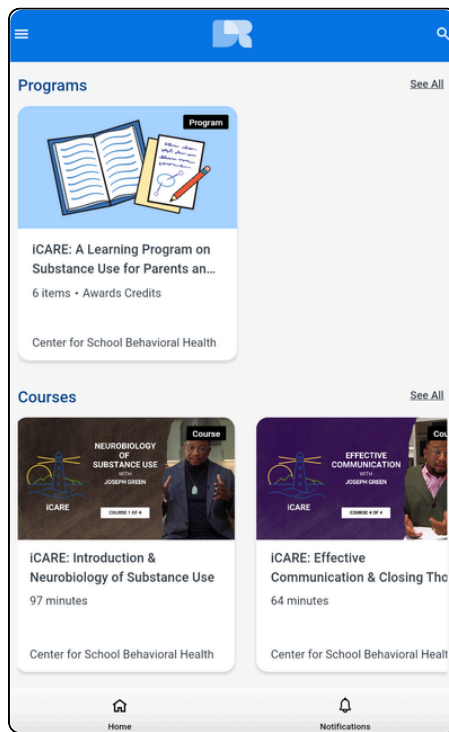 Programs
See All
Program
iCARE: A Learning Program on
Substance Use for Parents an...
6 items • Awards Credits
Center for School Behavioral Health
Courses
See All
Course
NEUROBIOLOGY
OF
SUBSTANCE USE
WITH
JOSEPH GREEN
iCARE
COURSE 1 OF 4
iCARE: Introduction &
Neurobiology of Substance Use
97 minutes
Center for School Behavioral Health
Cou
EFFECTIVE
COMMUNICATION
WITH
JOSEPH GREEN
iCARE
COURSE 4 OF 4
iCARE: Effective
Communication & Closing Tho
64 minutes
Center for School Behavioral Healt
Home
Notifications